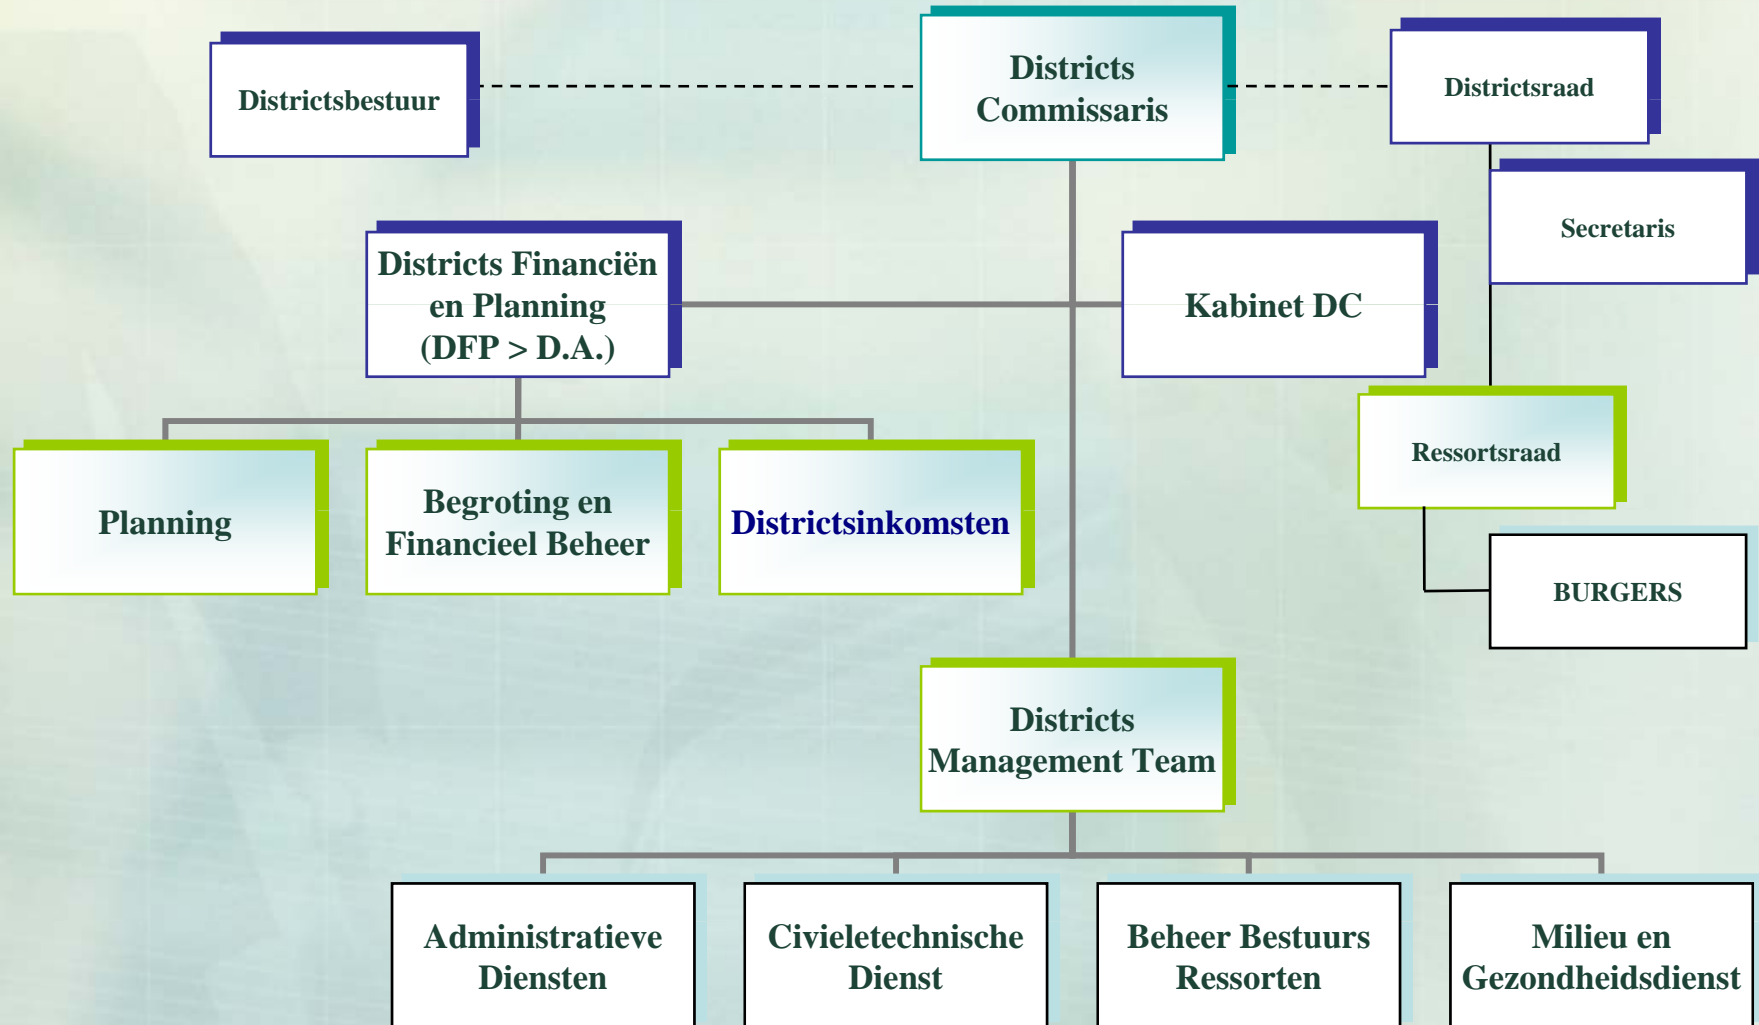 Districts
Commissaris
Districtsbestuur
Districtsraad
Secretaris
Districts Financiën
en Planning
(DFP > D.A.)
Kabinet DC
Ressortsraad
Planning
Begroting en
Financieel Beheer
Districtsinkomsten
BURGERS
Districts
Management Team
Administratieve
Diensten
Civieletechnische
Dienst
Beheer Bestuurs
Ressorten
Milieu en
Gezondheidsdienst